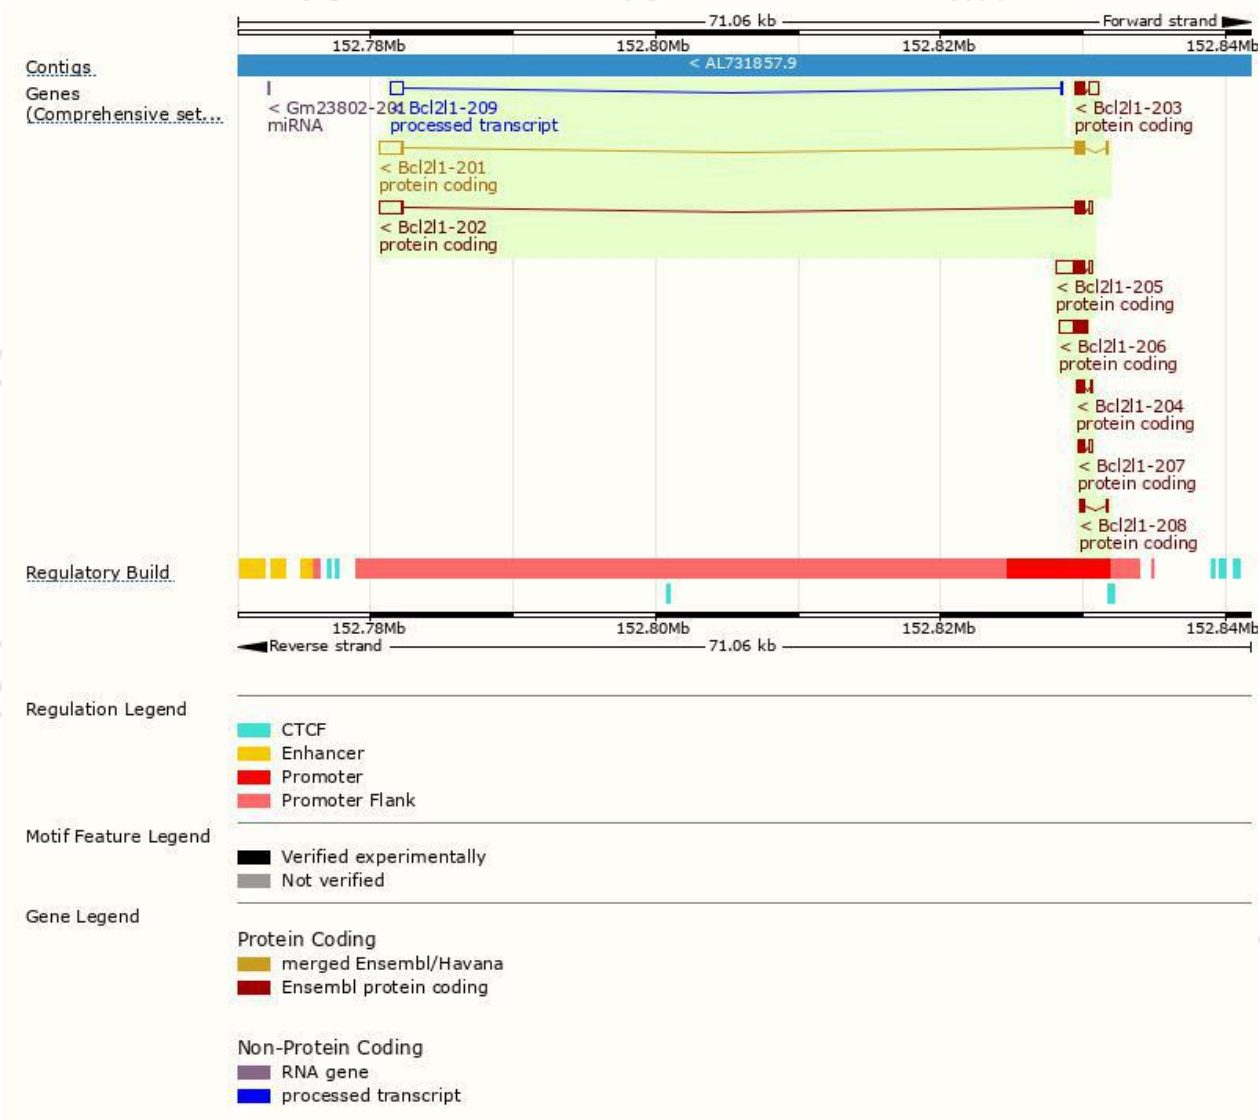 71.06 kb Forward strand
152.78Mb 152.80Mb 152.82Mb 152.84Mb
Contigs < AL731857.9
Genes
(Comprehensive set...
< Gm23802-201
miRNA
< Bcl2l1-209
processed transcript
< Bcl2l1-203
protein coding
< Bcl2l1-201
protein coding
< Bcl2l1-202
protein coding
< Bcl2l1-205
protein coding
< Bcl2l1-206
protein coding
< Bcl2l1-204
protein coding
< Bcl2l1-207
protein coding
< Bcl2l1-208
protein coding
Regulatory Build
152.78Mb 152.80Mb 152.82Mb 152.84Mb
Reverse strand 71.06 kb
Regulation Legend
CTCF
Enhancer
Promoter
Promoter Flank
Motif Feature Legend
Verified experimentally
Not verified
Gene Legend
Protein Coding
merged Ensembl/Havana
Ensembl protein coding
Non-Protein Coding
RNA gene
processed transcript